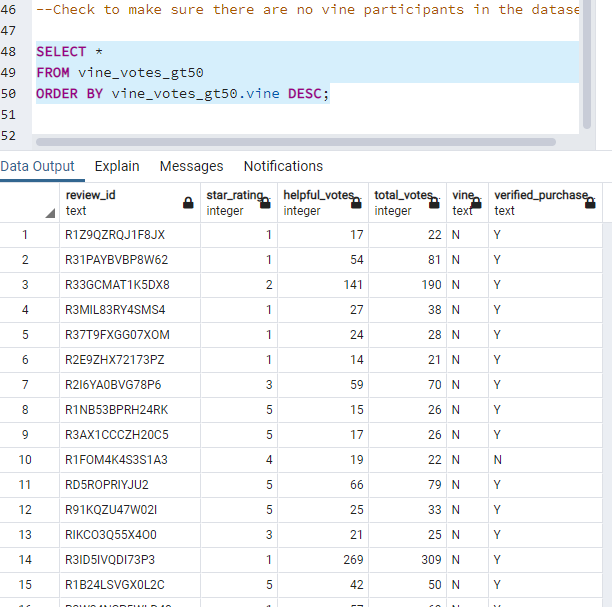 46 --Check to make sure there are no vine participants in the datase
47
48 SELECT *
49 FROM vine_votes_gt50
50 ORDER BY vine_votes_gt50.vine DESC;
51
52
Data Output Explain Messages Notifications
review_id star_rating helpful_votes total_votes vine verified_purchase
text integer integer integer text text
1 R1Z9QZRQJ1F8JX 1 17 22 N Y
2 R31PAYBVBP8W62 1 54 81 N Y
3 R33GCMAT1K5DX8 2 141 190 N Y
4 R3MIL83RY4SMS4 1 27 38 N Y
5 R37T9FXGG07XOM 1 24 28 N Y
6 R2E9ZHX72173PZ 1 14 21 N Y
7 R2I6YA0BVG78P6 3 59 70 N Y
8 R1NB53BPRH24RK 5 15 26 N Y
9 R3AX1CCCZH20C5 5 17 26 N Y
10 R1FOM4K4S3S1A3 4 19 22 N N
11 RD5ROPRIYJU2 5 66 79 N Y
12 R91KQZU47W02I 5 25 33 N Y
13 RIKCO3Q55X4O0 3 21 25 N Y
14 R3ID5IVQDI73P3 1 269 309 N Y
15 R1B24LSVGX0L2C 5 42 50 N Y